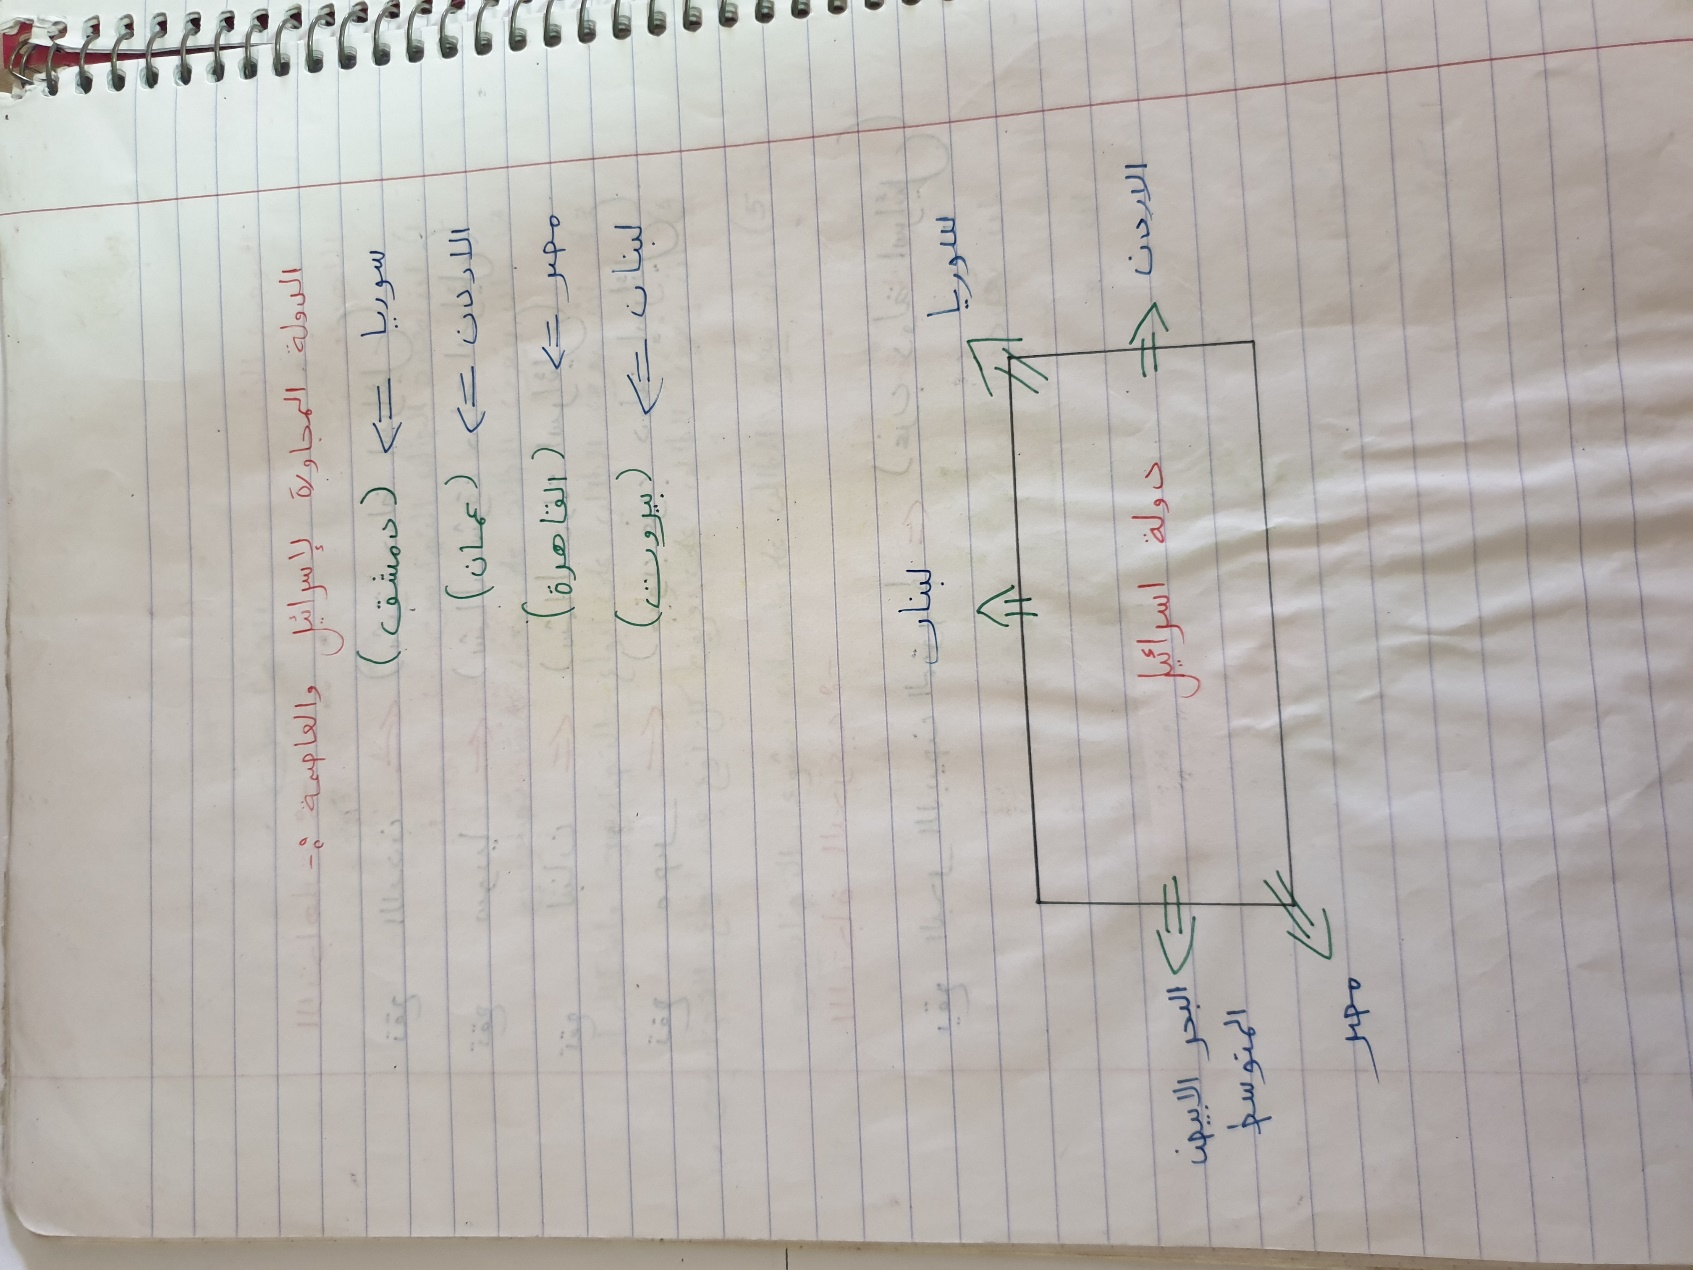 الدولة المجاورة لإسرائيل والعاصمة :-
سوريا <= (دمشق)
الاردن <= (عمان)
مصر <= (القاهرة)
لبنان <= (بيروت)
سوريا
لبنان
الاردن
دولة اسرائيل
البحر الابيض
المتوسط
مصر